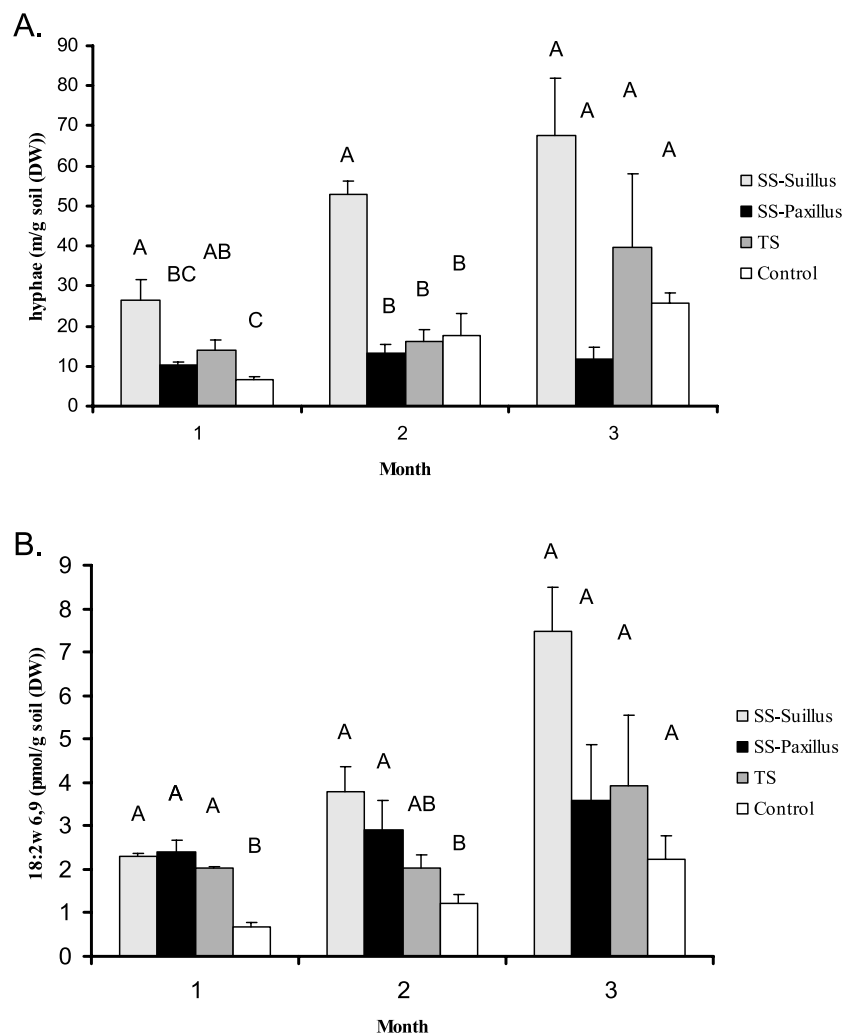 A.
90
80
70
60
50
40
30
20
10
0
hyphae (m/g soil (DW))
A
BC
AB
C
A
B
B
B
A
A
A
A
1
2
3
Month
SS-Suillus
SS-Paxillus
TS
Control
B.
9
8
7
6
5
4
3
2
1
0
18:2w 6,9 (pmol/g soil (DW))
A
A
A
B
A
A
AB
B
A
A
A
A
1
2
3
Month
SS-Suillus
SS-Paxillus
TS
Control